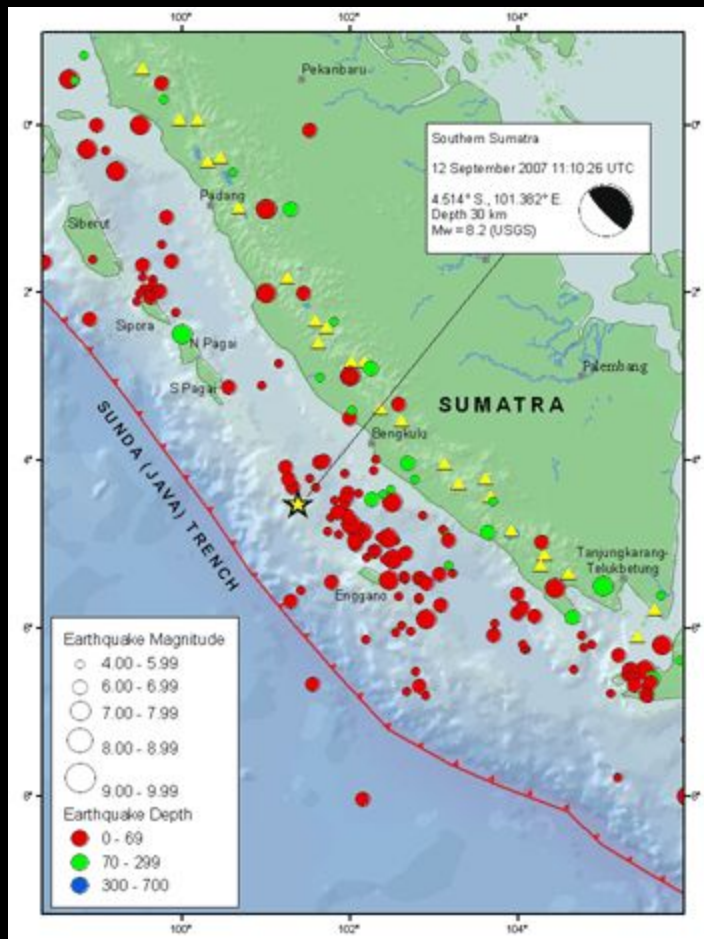 100°
102°
104°
Pekanbaru
0°
0°
Southern Sumatra
12 September 2007 11:10:26 UTC
4.514° S., 101.382° E.
Depth 30 km
Mw = 8.2 (USGS)
Padang
Siberut
2°
2°
Sipora
N Pagai
S Pagai
Palembang
SUMATRA
Bengkulu
SUNDA (JAVA) TRENCH
4°
4°
Tanjungkarang-
Telukbetung
Enggano
6°
6°
Earthquake Magnitude
4.00 - 5.99
6.00 - 6.99
7.00 - 7.99
8.00 - 8.99
9.00 - 9.99
Earthquake Depth
0 - 69
70 - 299
300 - 700
8°
8°
100°
102°
104°